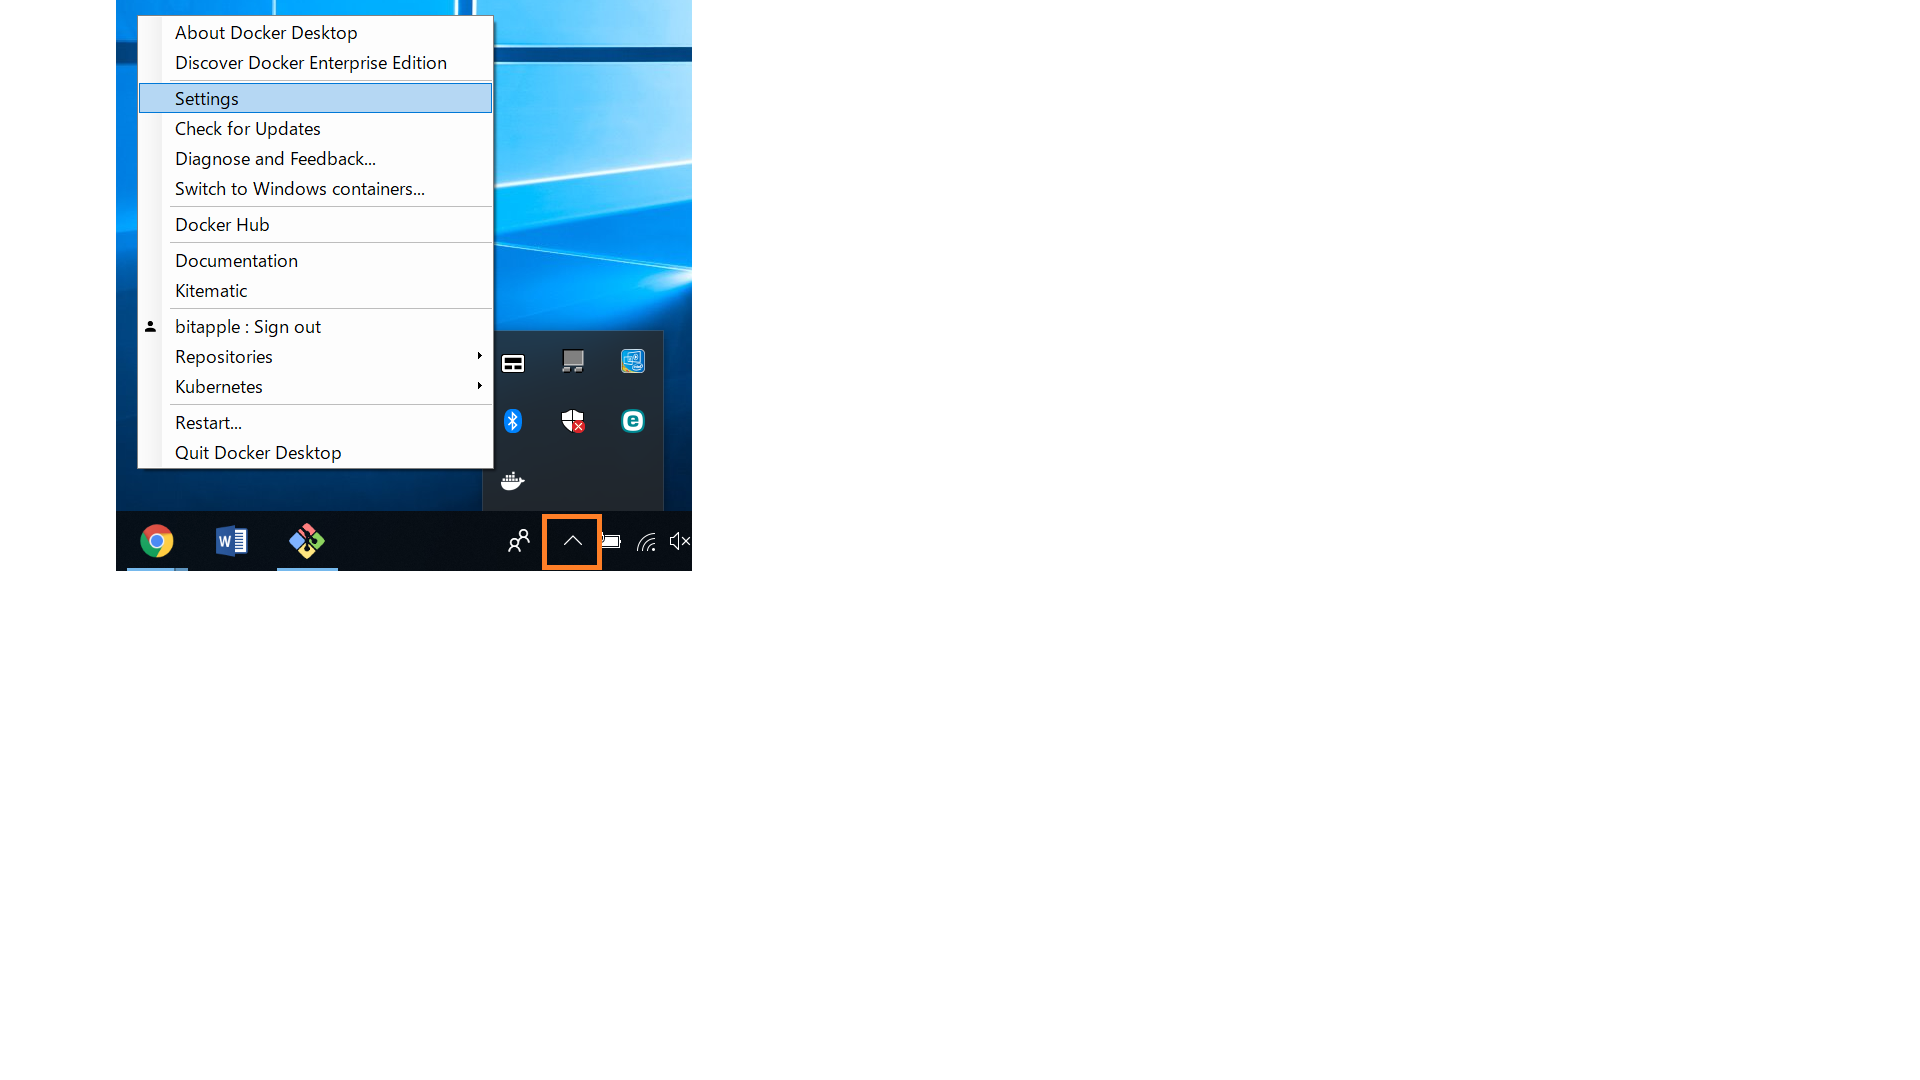 About Docker Desktop
Discover Docker Enterprise Edition
Settings
Check for Updates
Diagnose and Feedback...
Switch to Windows containers...
Docker Hub
Documentation
Kitematic
bitapple : Sign out
Repositories
Kubernetes
Restart...
Quit Docker Desktop